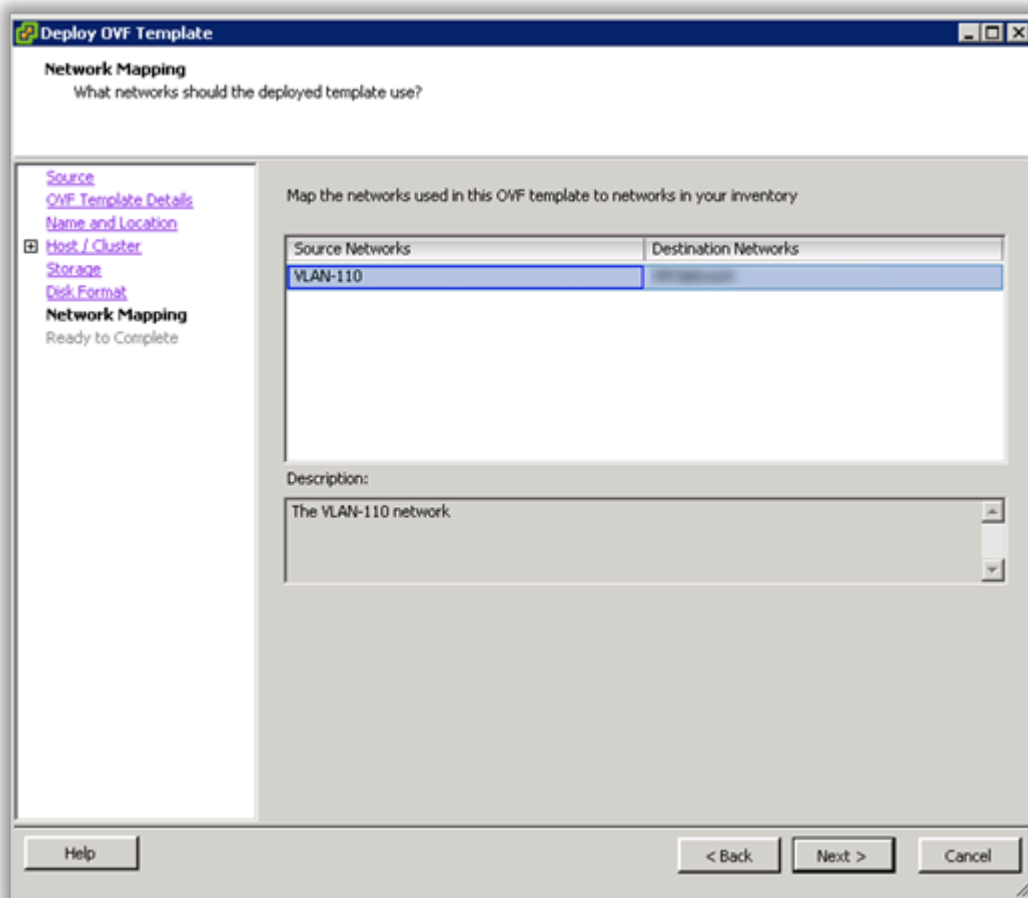 Deploy OVF Template
Network Mapping
What networks should the deployed template use?
Source
OVF Template Details
Name and Location
Host / Cluster
Storage
Disk Format
Network Mapping
Ready to Complete
Map the networks used in this OVF template to networks in your inventory
Source Networks Destination Networks
VLAN-110
Description:
The VLAN-110 network
Help < Back Next > Cancel